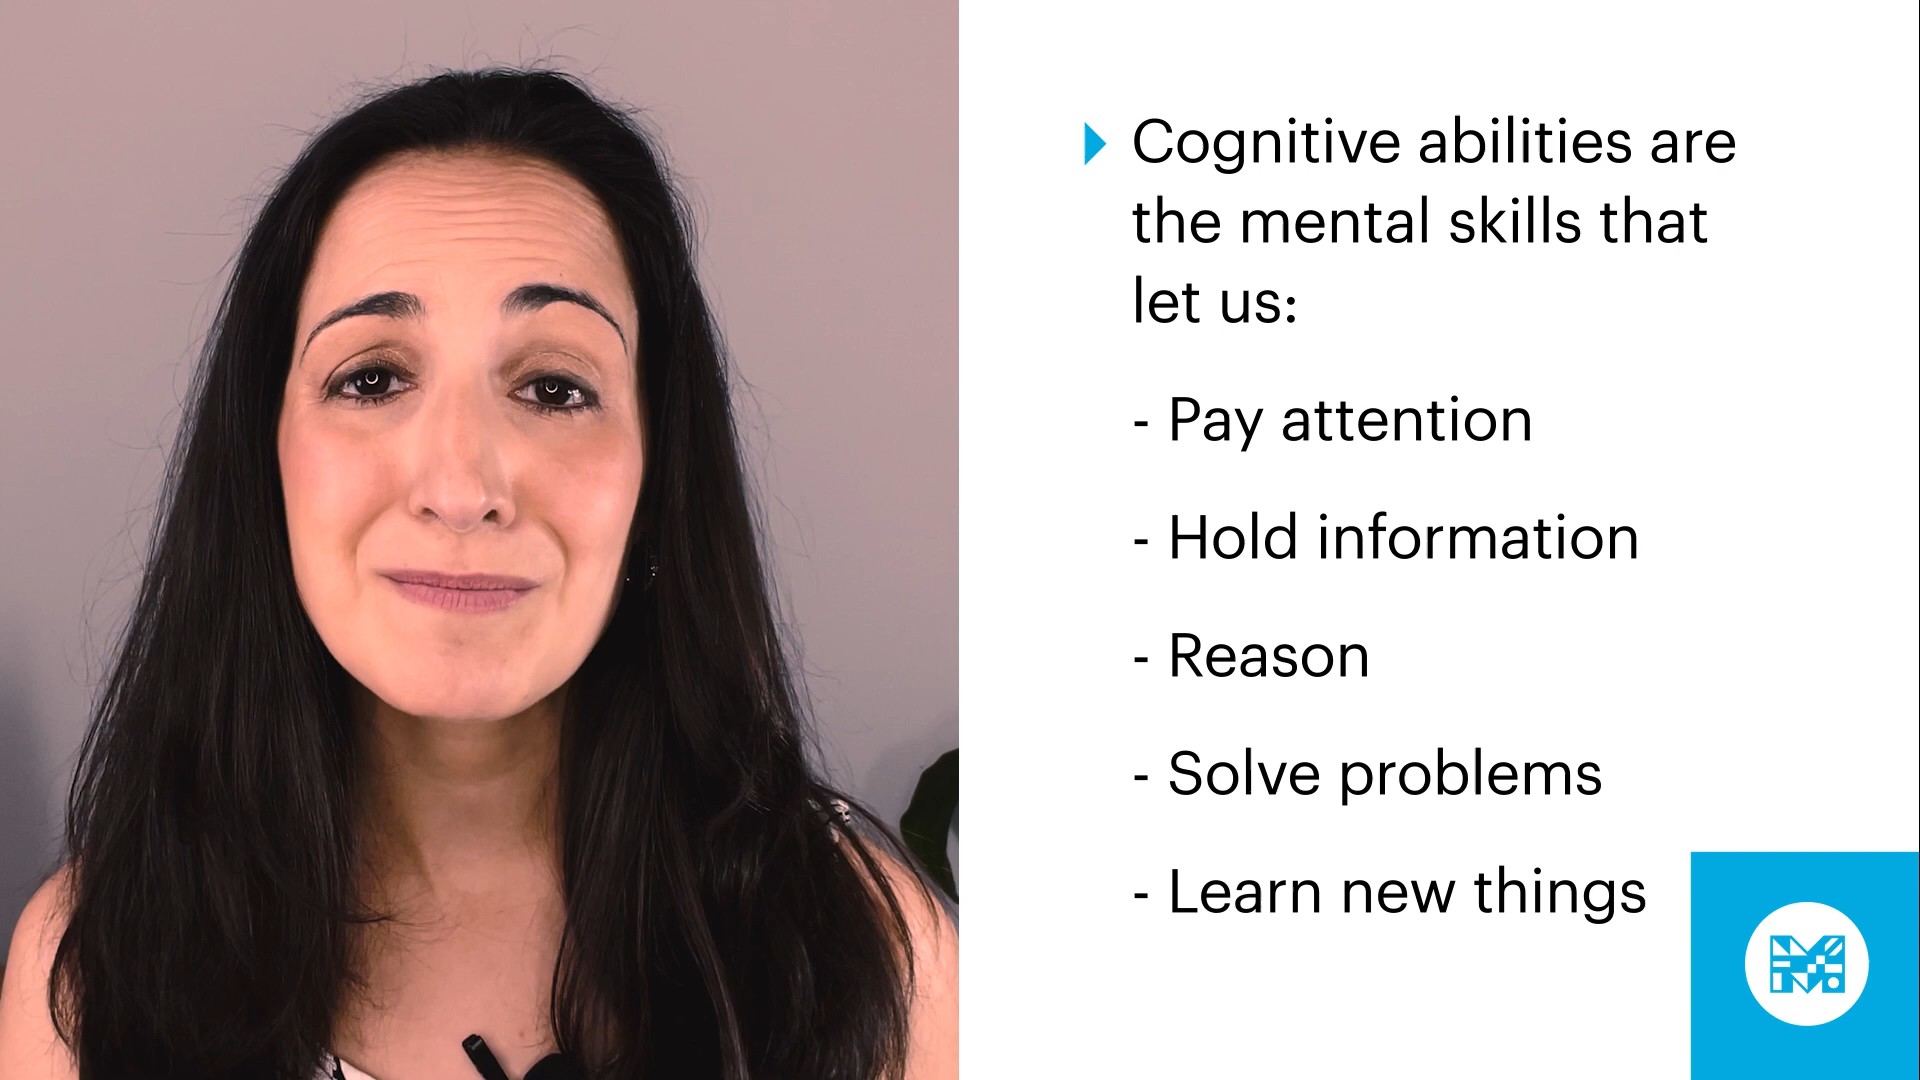 Cognitive abilities are
the mental skills that
let us:
- Pay attention
- Hold information
- Reason
- Solve problems
- Learn new things